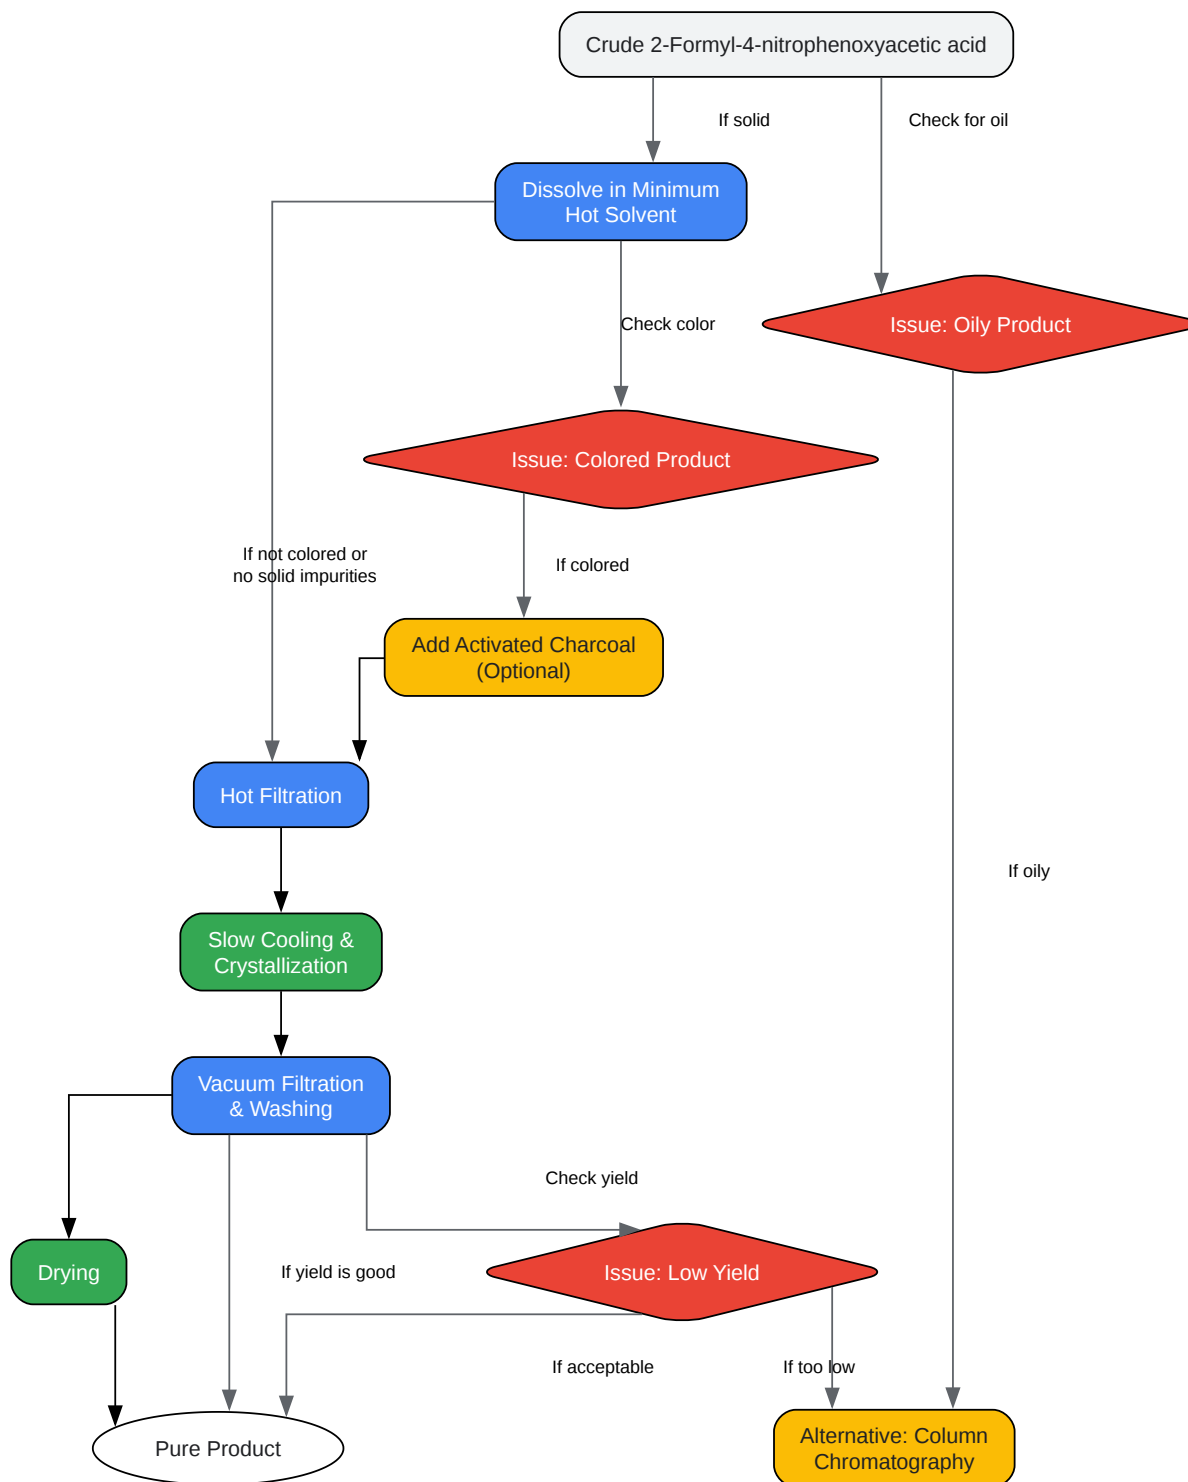 Crude 2-Formyl-4-nitrophenoxyacetic acid
If solid
Check for oil
Dissolve in Minimum
Hot Solvent
Check color
Issue: Oily Product
Issue: Colored Product
If not colored or
no solid impurities
If colored
Add Activated Charcoal
(Optional)
Hot Filtration
If oily
Slow Cooling &
Crystallization
Vacuum Filtration
& Washing
Check yield
Drying
If yield is good
Issue: Low Yield
If acceptable
If too low
Pure Product
Alternative: Column
Chromatography